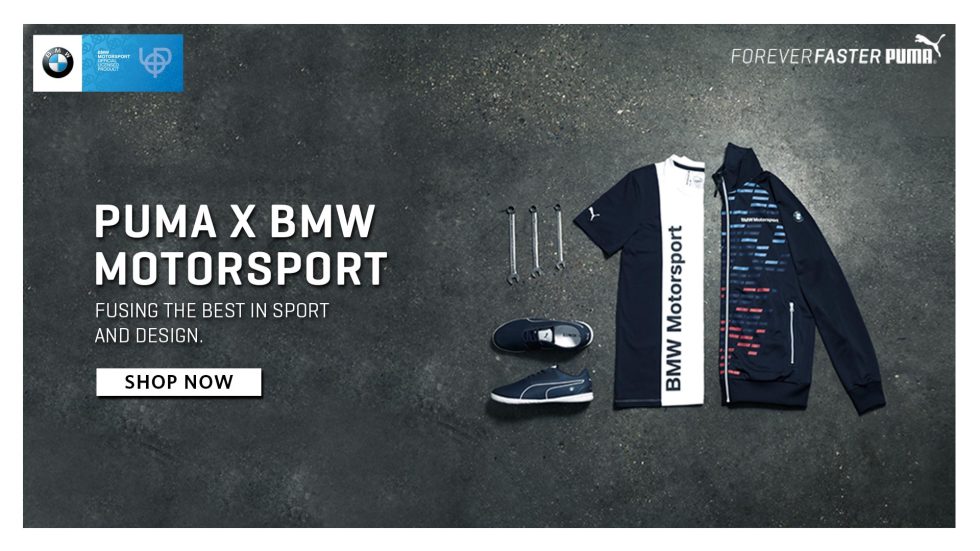 BMW
BMW
MOTORSPORT
OFFICIAL
LICENSED
PRODUCT
FOREVERFASTER PUMA
PUMA X BMW
MOTORSPORT
FUSING THE BEST IN SPORT
AND DESIGN.
SHOP NOW
BMW Motorsport
BMW Motorsport